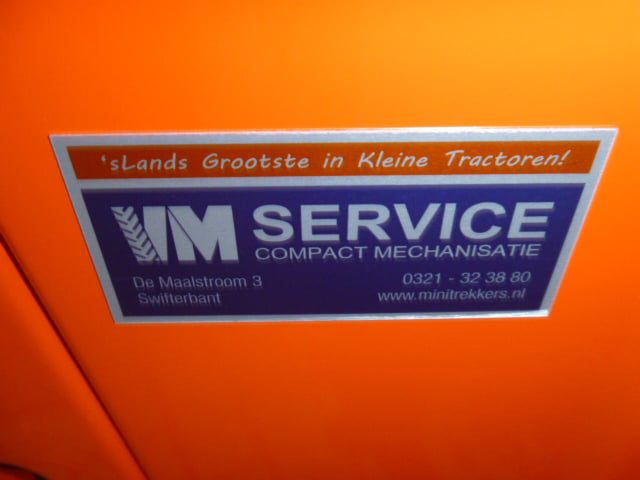 'sLands Grootste in Kleine Tractoren!
VM SERVICE
COMPACT MECHANISATIE
De Maalstroom 3
0321 - 32 38 80
Swifterbant
www.minitrekkers.nl